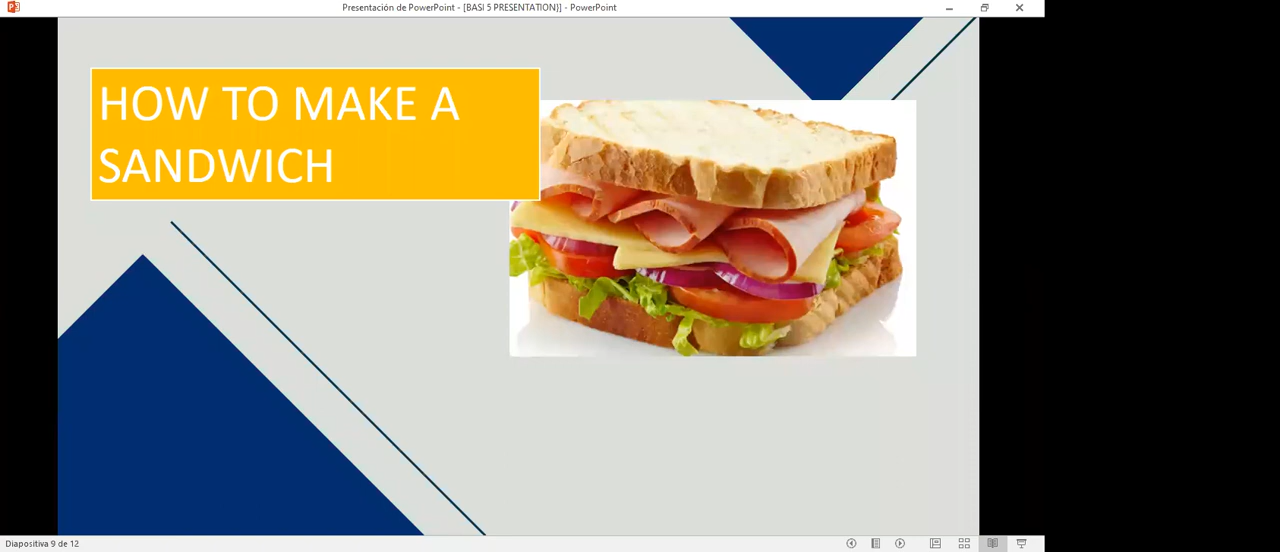 Presentación de PowerPoint - [BASI 5 PRESENTATION)] - PowerPoint
HOW TO MAKE A
SANDWICH
Diapositiva 9 de 12